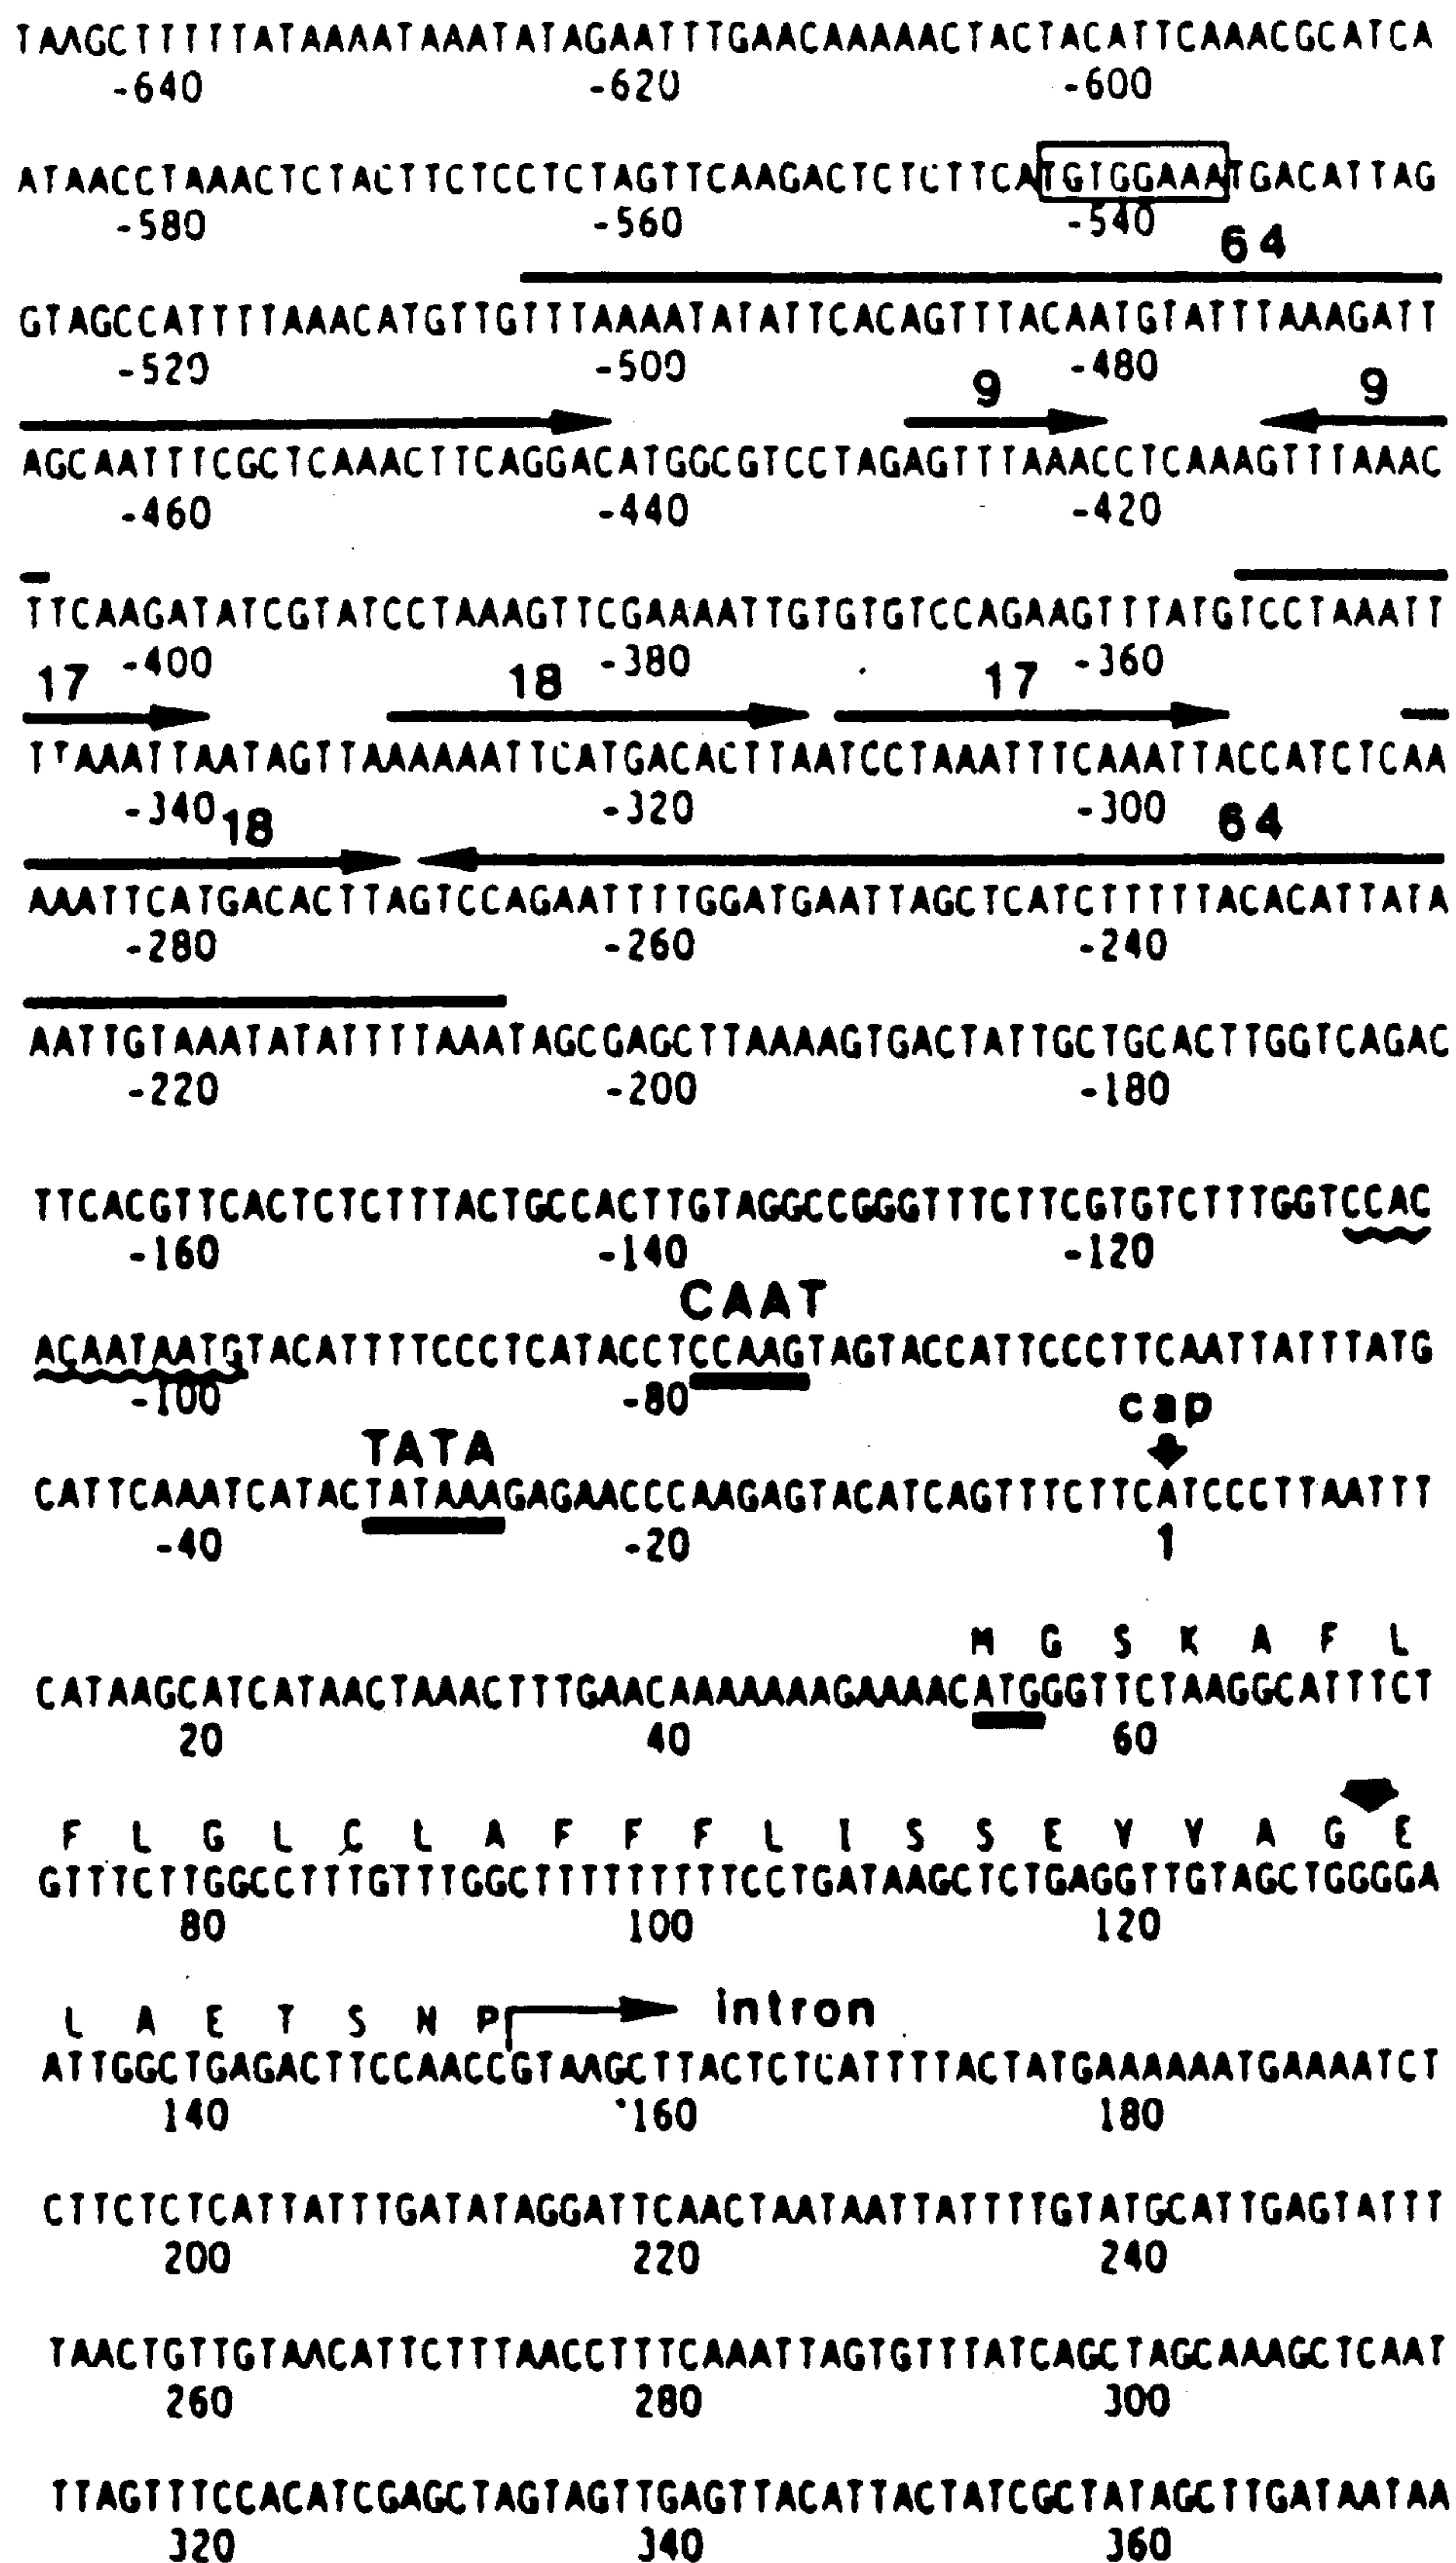 TAAGCTTTTTATAAAATAAATATAGAATTTGAACAAAAACTACTACATTCAAACGCATCA
-640 -620 -600
ATAACCTAAACTCTACTTCTCCTCTAGTTCAAGACTCTCTTCATGTGGAAATGACATTAG
-580 -560 -540
64
GTAGCCATTTTAAACATGTTGTTTAAAATATATTCACAGTTTACAATGTATTTAAAGATT
-520 -500 -480
9 9
AGCAATTTCGCTCAAACTTCAGGACATGGCGTCCTAGAGTTTAAACCTCAAAGTTTAAAC
-460 -440 -420
TTCAAGATATCGTATCCTAAAGTTCGAAAATTGTGTGTCCAGAAGTTTATGTCCTAAATT
-400 -380 -360
17 18 17
TTAAATTAATAGTTAAAAAATTCATGACACTTAATCCTAAATTTCAAATTACCATCTCAA
-340 -320 -300
18 64
AAATTCATGACACTTAGTCCAGAATTTTGGATGAATTAGCTCATCTTTTTACACATTATA
-280 -260 -240
AATTGTAAATATATTTTAAATAGCGAGCTTAAAAGTGACTATTGCTGCACTTGGTCAGAC
-220 -200 -180
TTCACGTTCACTCTCTTTACTGCCACTTGTAGGCCGGGTTTCTTCGTGTCTTTGGTCCAC
-160 -140 -120
CAAT
ACAATAATGTACATTTTCCCTCATACCTCCAAGTAGTACCATTCCCTTCAATTATTTATG
-100 -80
cap
TATA
CATTCAAATCATACTATAAAGAGAACCCAAGAGTACATCAGTTTCTTCATCCCTTAATTT
-40 -20 1
M G S K A F L
CATAAGCATCATAACTAAACTTTGAACAAAAAAAGAAAACATGGGTTCTAAGGCATTTCT
20 40 60
F L G L C L A F F F L I S S E V V A G E
GTTTCTTGGCCTTTGTTTGGCTTTTTTTTTCCTGATAAGCTCTGAGGTTGTAGCTGGGGA
80 100 120
L A E T S N P intron
ATTGGCTGAGACTTCCAACCGTAAGCTTACTCTCATTTTACTATGAAAAAATGAAAATCT
140 160 180
CTTCTCTCATTATTTGATATAGGATTCAACTAATAATTATTTTGTATGCATTGAGTATTT
200 220 240
TAACTGTTGTAACATTCTTTAACCTTTCAAATTAGTGTTTATCAGCTAGCAAAGCTCAAT
260 280 300
TTAGTTTCCACATCGAGCTAGTAGTTGAGTTACATTACTATCGCTATAGCTTGATAATAA
320 340 360